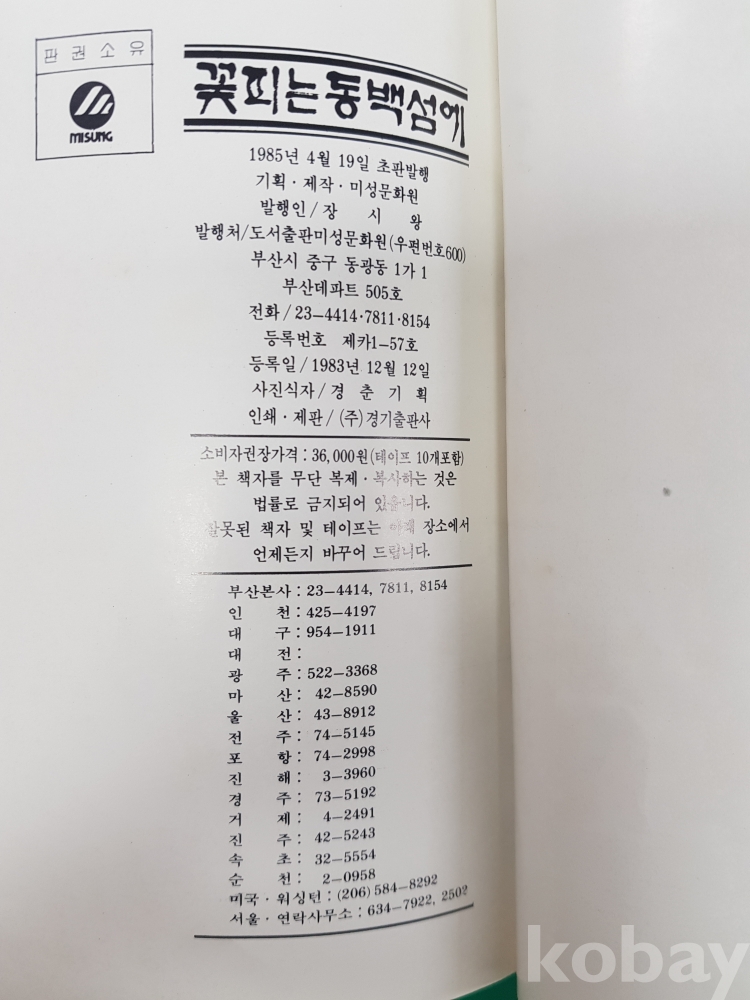 판권소유
MISUNG
꽃피는동백섬에
1985년 4월 19일 초판발행
기획·제작·미성문화원
발행인/장 시 왕
발행처/도서출판미성문화원(우편번호600)
부산시 중구 동광동 1가 1
부산데파트 505호
전화/23-4414·7811·8154
등록번호 제카1-57호
등록일/1983년 12월 12일
사진식자/경 춘 기 획
인쇄·제판/(주)경기출판사
소비자권장가격: 36,000원(테이프 10개포함)
본 책자를 무단 복제·복사하는 것은
법률로 금지되어 있습니다.
잘못된 책자 및 테이프는 아래 장소에서
언제든지 바꾸어 드립니다.
부산본사: 23-4414, 7811, 8154
인 천: 425-4197
대 구: 954-1911
대 전:
광 주: 522-3368
마 산: 42-8590
울 산: 43-8912
전 주: 74-5145
포 항: 74-2998
진 해: 3-3960
경 주: 73-5192
거 제: 4-2491
진 주: 42-5243
속 초: 32-5554
순 천: 2-0958
미국·워싱턴: (206) 584-8292
서울·연락사무소: 634-7922, 2502
kobay